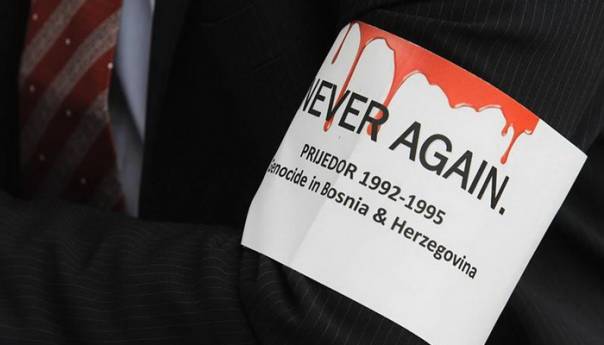 NEVER AGAIN.
PRIJEDOR 1992-1995
Genocide in Bosnia & Herzegovina